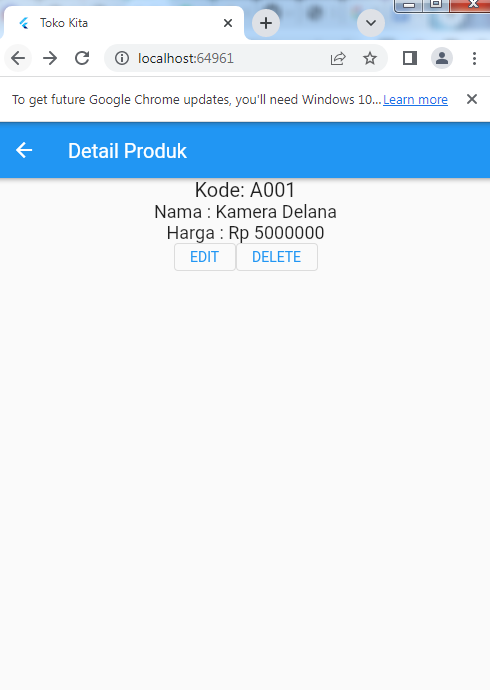 Toko Kita
localhost:64961
To get future Google Chrome updates, you'll need Windows 10... Learn more
Detail Produk
Kode: A001
Nama : Kamera Delana
Harga : Rp 5000000
EDIT DELETE